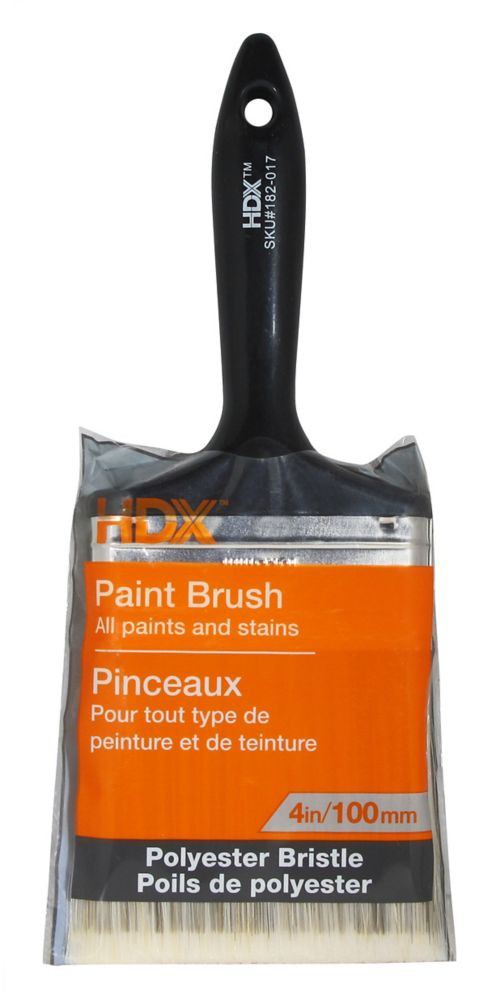 HDX™
SKU#182-017
HDX™
Paint Brush
All paints and stains
Pinceaux
Pour tout type de
peinture et de teinture
4in/100mm
Polyester Bristle
Poils de polyester